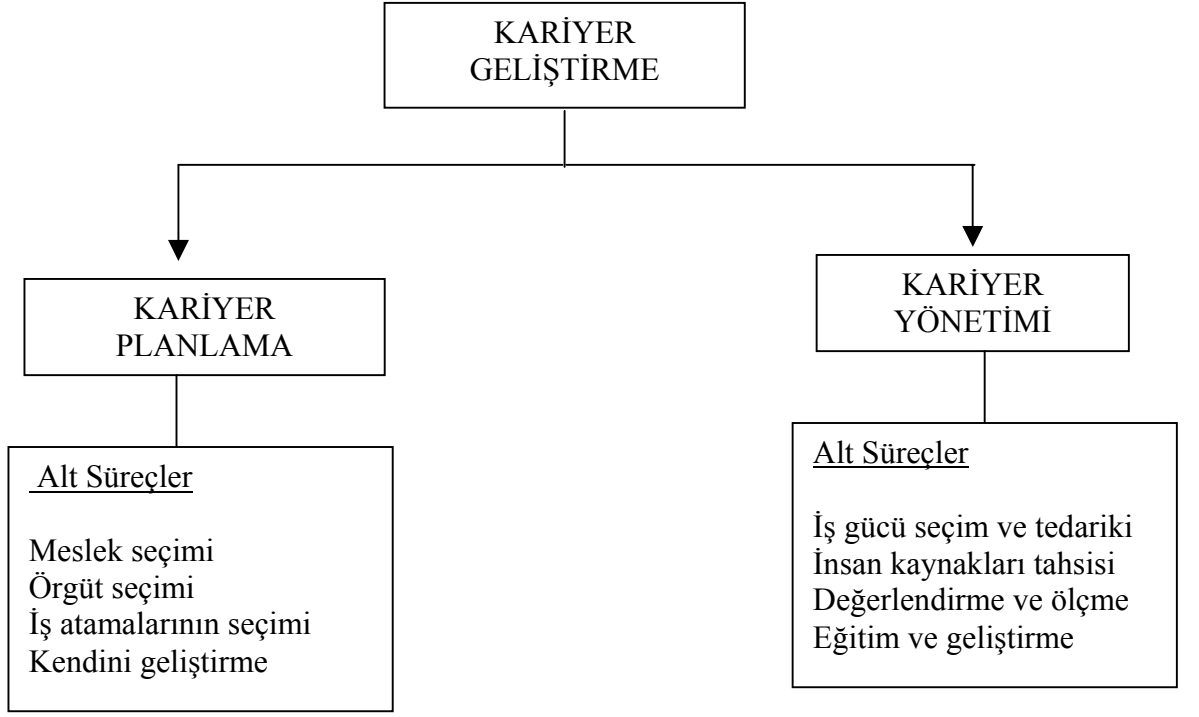 KARİYER
GELİŞTİRME
KARİYER
PLANLAMA
KARİYER
YÖNETİMİ
Alt Süreçler
Meslek seçimi
Örgüt seçimi
İş atamalarının seçimi
Kendini geliştirme
Alt Süreçler
İş gücü seçim ve tedariki
İnsan kaynakları tahsisi
Değerlendirme ve ölçme
Eğitim ve geliştirme